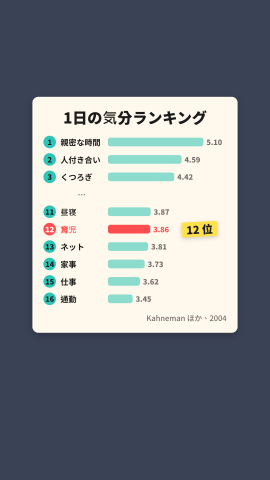 1日の気分ランキング
1 親密な時間 5.10
2 人付き合い 4.59
3 くつろぎ 4.42
…
11 昼寝 3.87
12 育児 3.86 12 位
13 ネット 3.81
14 家事 3.73
15 仕事 3.62
16 通勤 3.45
Kahneman ほか、2004